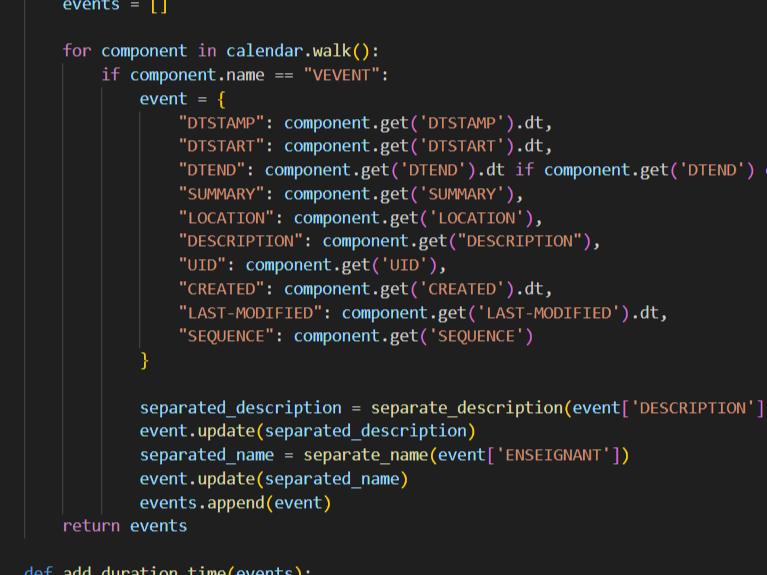 events = []
for component in calendar.walk():
if component.name == "VEVENT":
event = {
"DTSTAMP": component.get('DTSTAMP').dt,
"DTSTART": component.get('DTSTART').dt,
"DTEND": component.get('DTEND').dt if component.get('DTEND')
"SUMMARY": component.get('SUMMARY'),
"LOCATION": component.get('LOCATION'),
"DESCRIPTION": component.get("DESCRIPTION"),
"UID": component.get('UID'),
"CREATED": component.get('CREATED').dt,
"LAST-MODIFIED": component.get('LAST-MODIFIED').dt,
"SEQUENCE": component.get('SEQUENCE')
}
separated_description = separate_description(event['DESCRIPTION']
event.update(separated_description)
separated_name = separate_name(event['ENSEIGNANT'])
event.update(separated_name)
events.append(event)
return events
def add_duration_time(events):